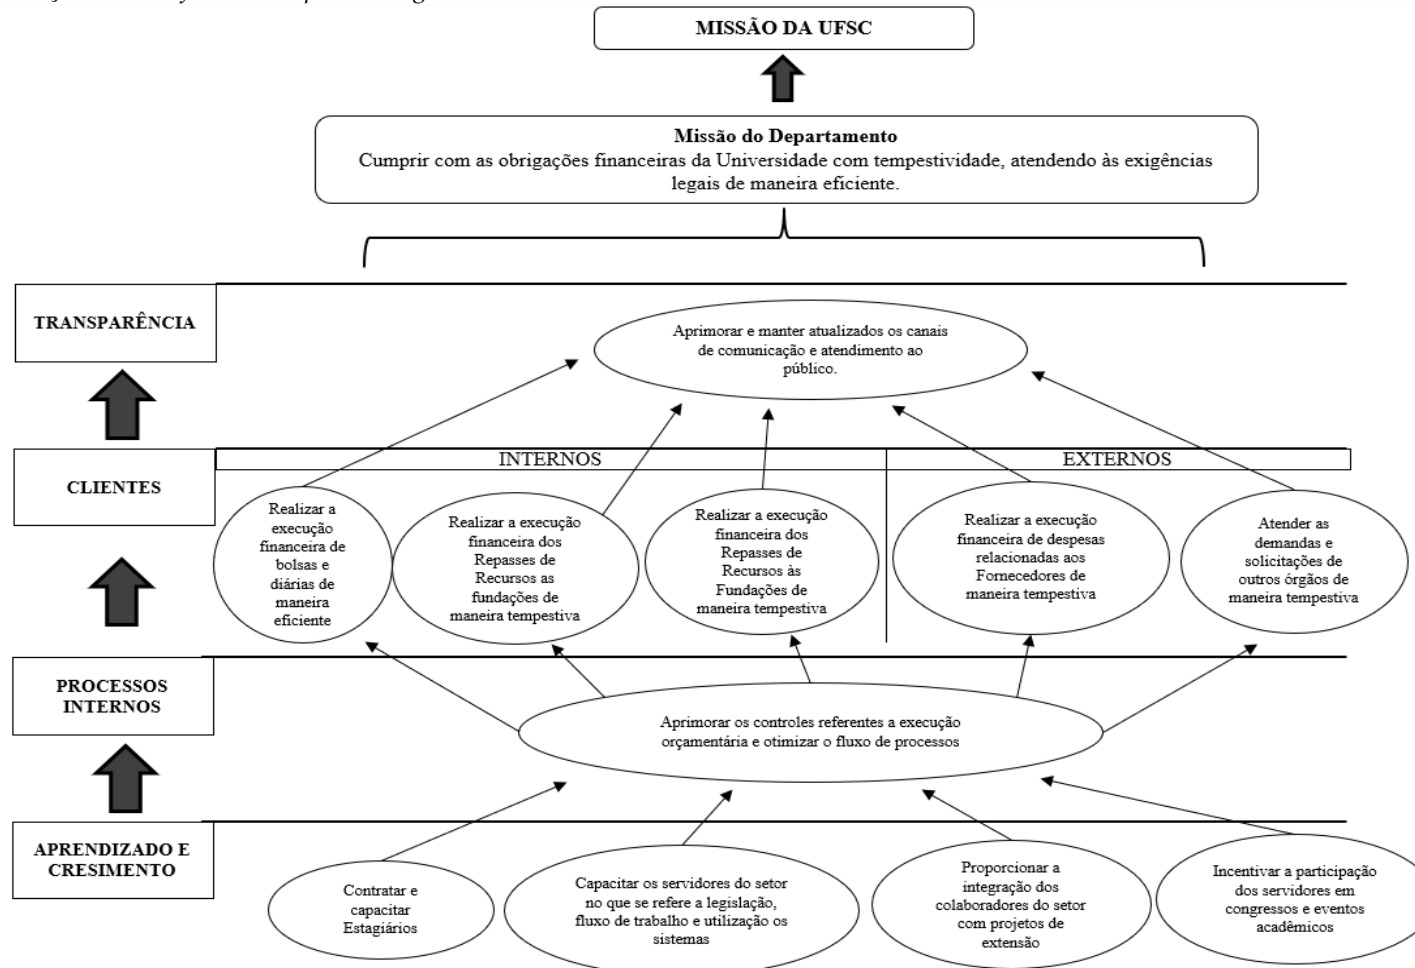 MISSÃO DA UFSC
Missão do Departamento
Cumprir com as obrigações financeiras da Universidade com tempestividade, atendendo às exigências
legais de maneira eficiente.
TRANSPARÊNCIA
Aprimorar e manter atualizados os canais
de comunicação e atendimento ao
público.
CLIENTES
INTERNOS
EXTERNOS
Realizar a
execução
financeira de
bolsas e
diárias de
maneira
eficiente
Realizar a execução
financeira dos
Repasses de
Recursos as
fundações de
maneira tempestiva
Realizar a execução
financeira dos
Repasses de
Recursos às
Fundações de
maneira tempestiva
Realizar a execução
financeira de despesas
relacionadas aos
Fornecedores de
maneira tempestiva
Atender as
demandas e
solicitações de
outros órgãos de
maneira tempestiva
PROCESSOS
INTERNOS
Aprimorar os controles referentes a execução
orçamentária e otimizar o fluxo de processos
APRENDIZADO E
CRESIMENTO
Contratar e
capacitar
Estagiários
Capacitar os servidores do setor
no que se refere a legislação,
fluxo de trabalho e utilização os
sistemas
Proporcionar a
integração dos
colaboradores do setor
com projetos de
extensão
Incentivar a participação
dos servidores em
congressos e eventos
acadêmicos